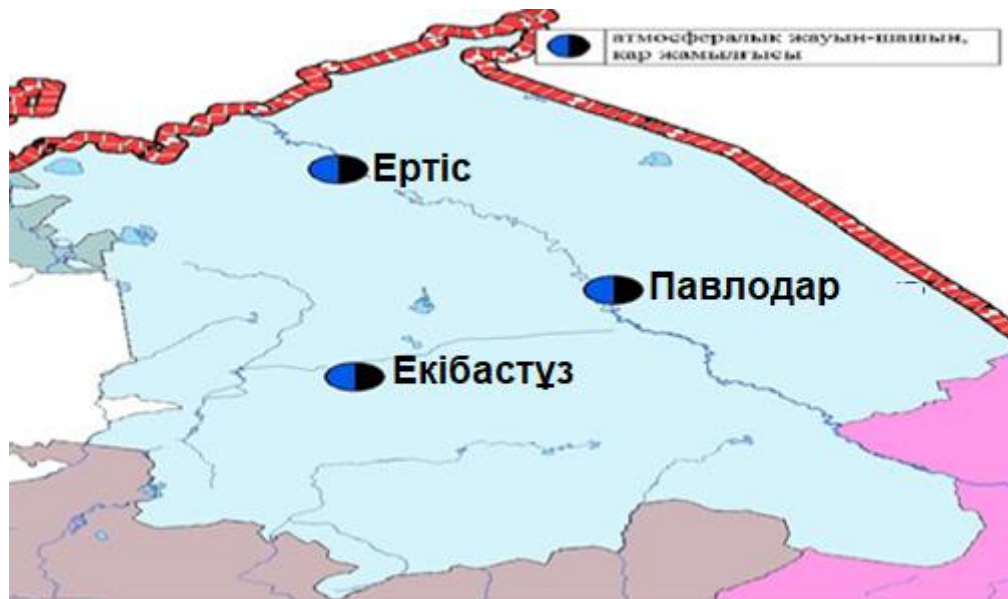 атмосфералық жауын-шашын,
қар жамылғысы
Ертіс
Павлодар
Екібастұз